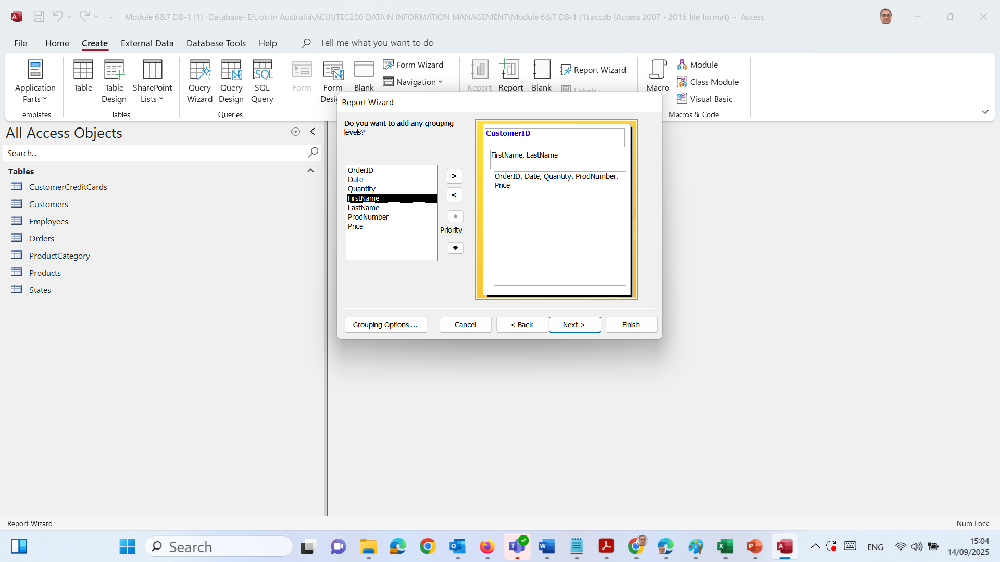 Module 6&7 DB-1 (1) : Database- E:\Job in Australia\ACU\ITEC200 DATA N INFORMATION MANAGEMENT\Module 6&7 DB-1 (1).accdb (Access 2007 - 2016 file format) - Access
File Home Create External Data Database Tools Help Tell me what you want to do
Application Parts
Templates
Table
Table Design
SharePoint Lists
Tables
Query Wizard
Query Design
SQL Query
Queries
Form
Form
Blank
Form Wizard
Navigation
Report
Report
Blank
Report Wizard
Labels
Macro
Module
Class Module
Visual Basic
Macros & Code
All Access Objects
Search...
Tables
CustomerCreditCards
Customers
Employees
Orders
ProductCategory
Products
States
Report Wizard
Do you want to add any grouping
levels?
OrderID
Date
Quantity
FirstName
LastName
ProdNumber
Price
>
<
Priority
CustomerID
FirstName, LastName
OrderID, Date, Quantity, ProdNumber,
Price
Grouping Options ...
Cancel
< Back
Next >
Finish
Report Wizard
Num Lock
Search
ENG
15:04
14/09/2025